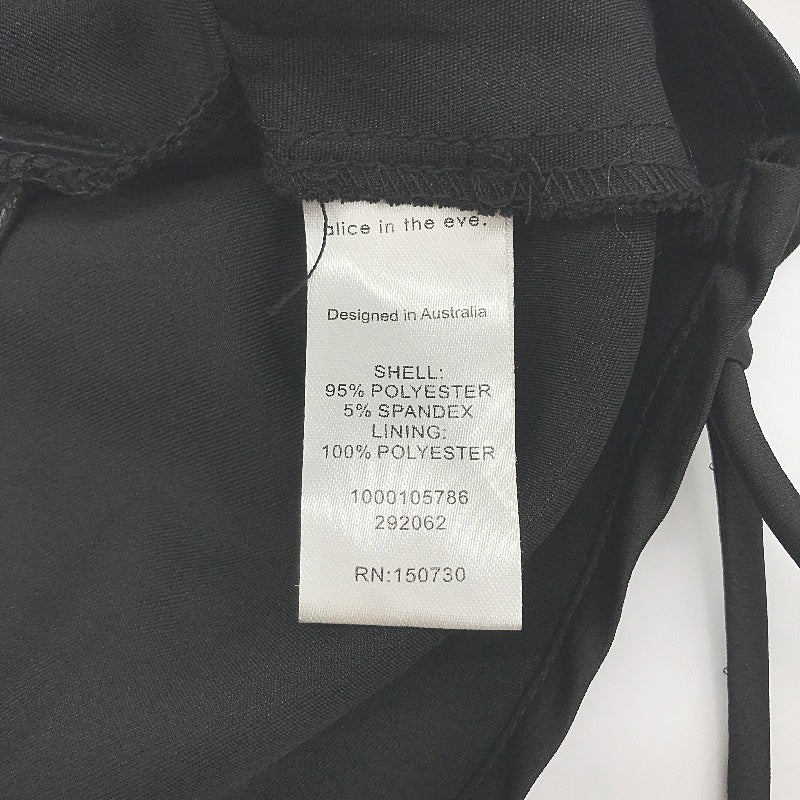 alice in the eve.
Designed in Australia
SHELL:
95% POLYESTER
5% SPANDEX
LINING:
100% POLYESTER
1000105786
292062
RN:150730